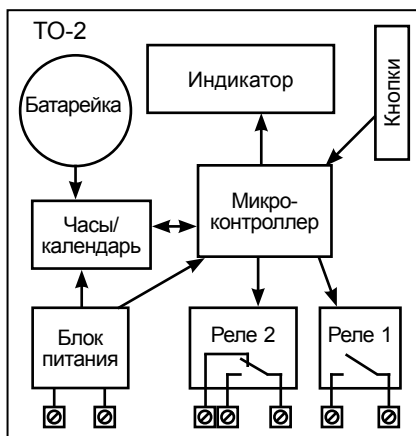 ТО-2
Батарейка
Индикатор
Кнопки
Часы/
календарь
Микро-
контроллер
Блок
питания
Реле 2
Реле 1